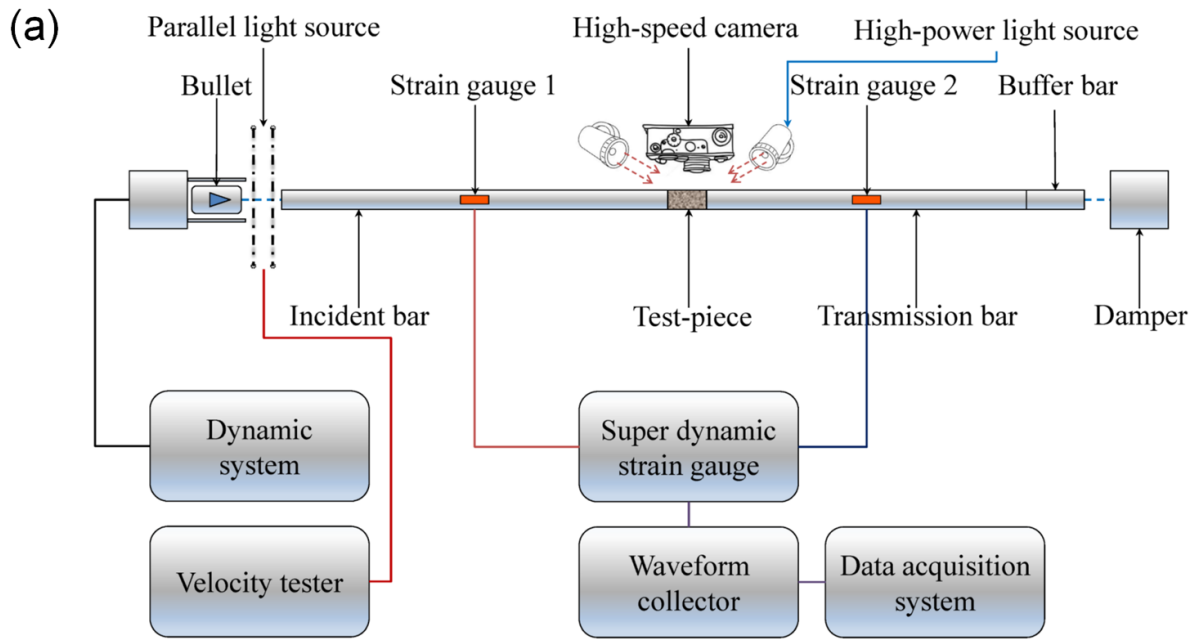 (a)
Parallel light source
High-speed camera
High-power light source
Bullet
Strain gauge 1
Strain gauge 2
Buffer bar
Incident bar
Test-piece
Transmission bar
Damper
Dynamic
system
Super dynamic
strain gauge
Velocity tester
Waveform
collector
Data acquisition
system